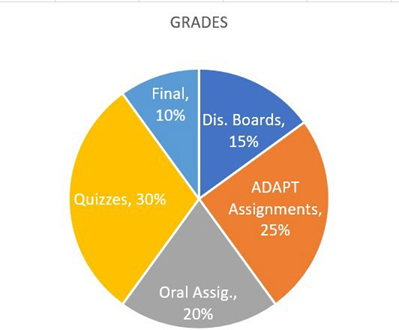 GRADES
Final,
10%
Dis. Boards,
15%
ADAPT
Assignments,
25%
Quizzes, 30%
Oral Assig.,
20%